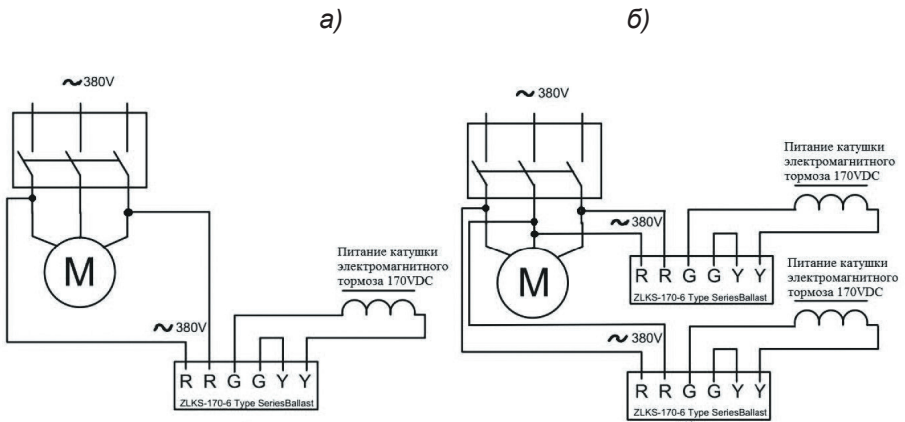 а)
б)
~380V
M
Питание катушки
электромагнитного
тормоза 170VDC
~380V
R R G G Y Y
ZLKS-170-6 Type SeriesBallast
~380V
M
Питание катушки
электромагнитного
тормоза 170VDC
~380V
R R G G Y Y
ZLKS-170-6 Type SeriesBallast
Питание катушки
электромагнитного
тормоза 170VDC
~380V
R R G G Y Y
ZLKS-170-6 Type SeriesBallast